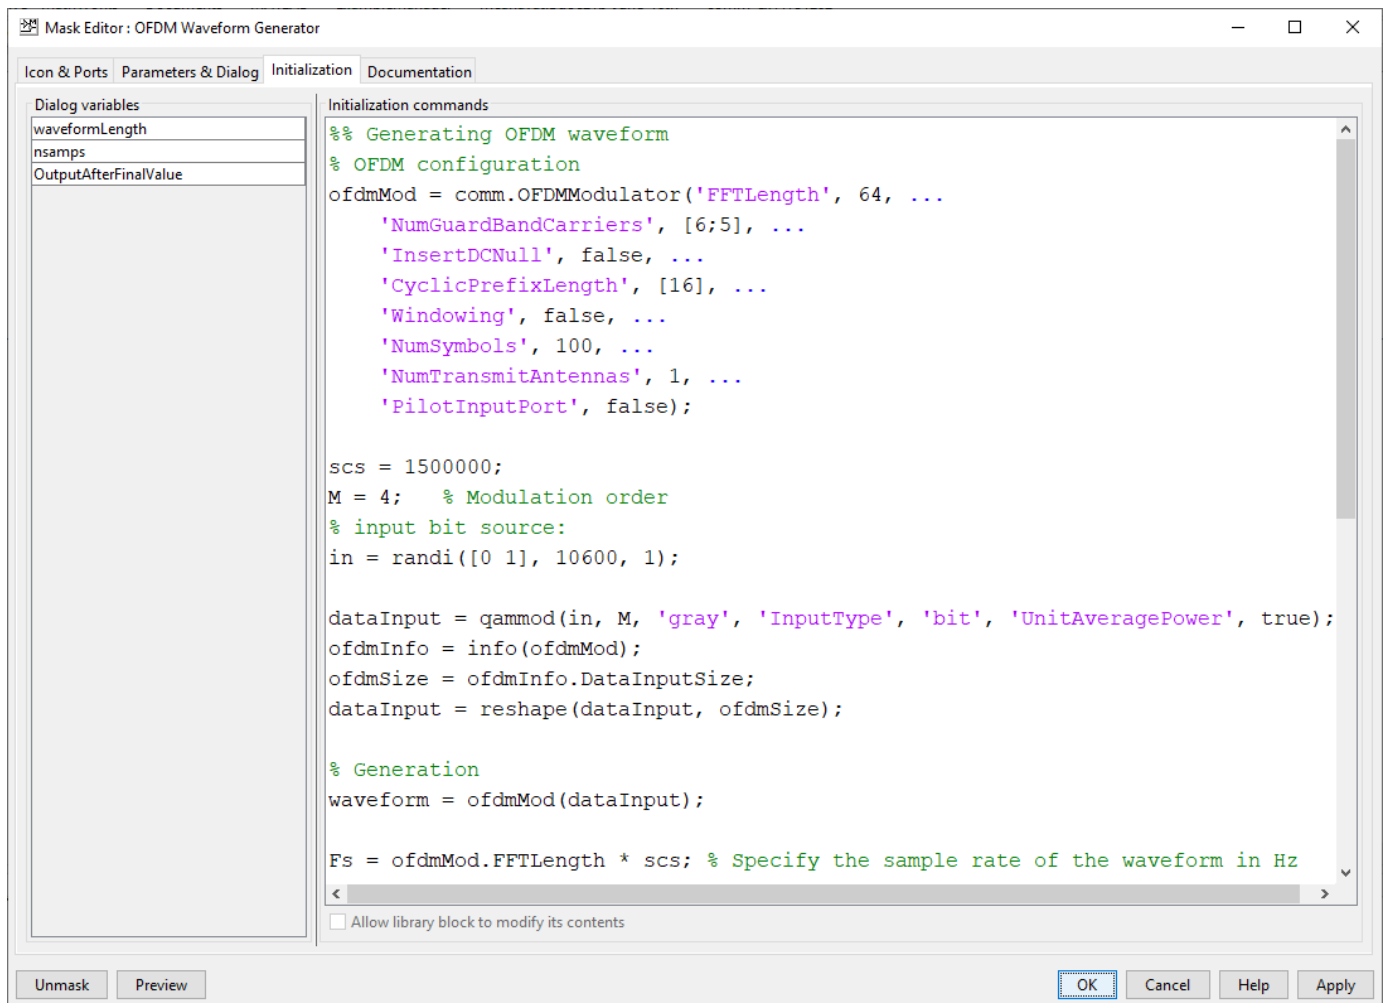 Mask Editor : OFDM Waveform Generator
Icon & Ports Parameters & Dialog Initialization Documentation
Dialog variables
waveformLength
nsamps
OutputAfterFinalValue
Initialization commands
%% Generating OFDM waveform
% OFDM configuration
ofdmMod = comm.OFDMModulator('FFTLength', 64, ...
    'NumGuardBandCarriers', [6;5], ...
    'InsertDCNull', false, ...
    'CyclicPrefixLength', [16], ...
    'Windowing', false, ...
    'NumSymbols', 100, ...
    'NumTransmitAntennas', 1, ...
    'PilotInputPort', false);
scs = 1500000;
M = 4;   % Modulation order
% input bit source:
in = randi([0 1], 10600, 1);
dataInput = qammod(in, M, 'gray', 'InputType', 'bit', 'UnitAveragePower', true);
ofdmInfo = info(ofdmMod);
ofdmSize = ofdmInfo.DataInputSize;
dataInput = reshape(dataInput, ofdmSize);
% Generation
waveform = ofdmMod(dataInput);
Fs = ofdmMod.FFTLength * scs; % Specify the sample rate of the waveform in Hz
Allow library block to modify its contents
Unmask Preview OK Cancel Help Apply